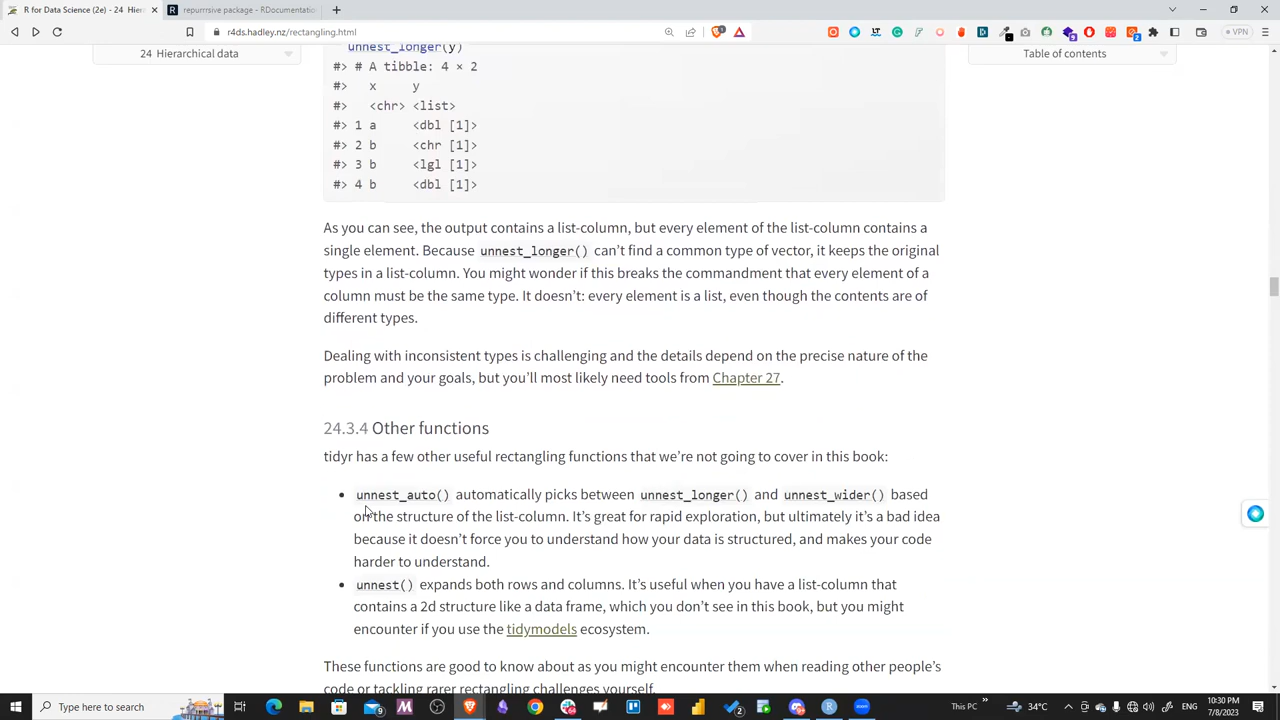 R for Data Science (2e) - 24 Hier
repurrrsive package - RDocumentatio
r4ds.hadley.nz/rectangling.html
VPN
24 Hierarchical data
Table of contents
unnest_longer(y)
#> # A tibble: 4 × 2
#>   x     y
#>   <chr> <list>
#> 1 a     <dbl [1]>
#> 2 b     <chr [1]>
#> 3 b     <lgl [1]>
#> 4 b     <dbl [1]>
As you can see, the output contains a list-column, but every element of the list-column contains a
single element. Because unnest_longer() can’t find a common type of vector, it keeps the original
types in a list-column. You might wonder if this breaks the commandment that every element of a
column must be the same type. It doesn’t: every element is a list, even though the contents are of
different types.
Dealing with inconsistent types is challenging and the details depend on the precise nature of the
problem and your goals, but you’ll most likely need tools from Chapter 27.
24.3.4 Other functions
tidyr has a few other useful rectangling functions that we’re not going to cover in this book:
• unnest_auto() automatically picks between unnest_longer() and unnest_wider() based
on the structure of the list-column. It’s great for rapid exploration, but ultimately it’s a bad idea
because it doesn’t force you to understand how your data is structured, and makes your code
harder to understand.
• unnest() expands both rows and columns. It’s useful when you have a list-column that
contains a 2d structure like a data frame, which you don’t see in this book, but you might
encounter if you use the tidymodels ecosystem.
These functions are good to know about as you might encounter them when reading other people’s
code or tackling rarer rectangling challenges yourself.
Type here to search
This PC
34°C
10:30 PM
7/8/2023